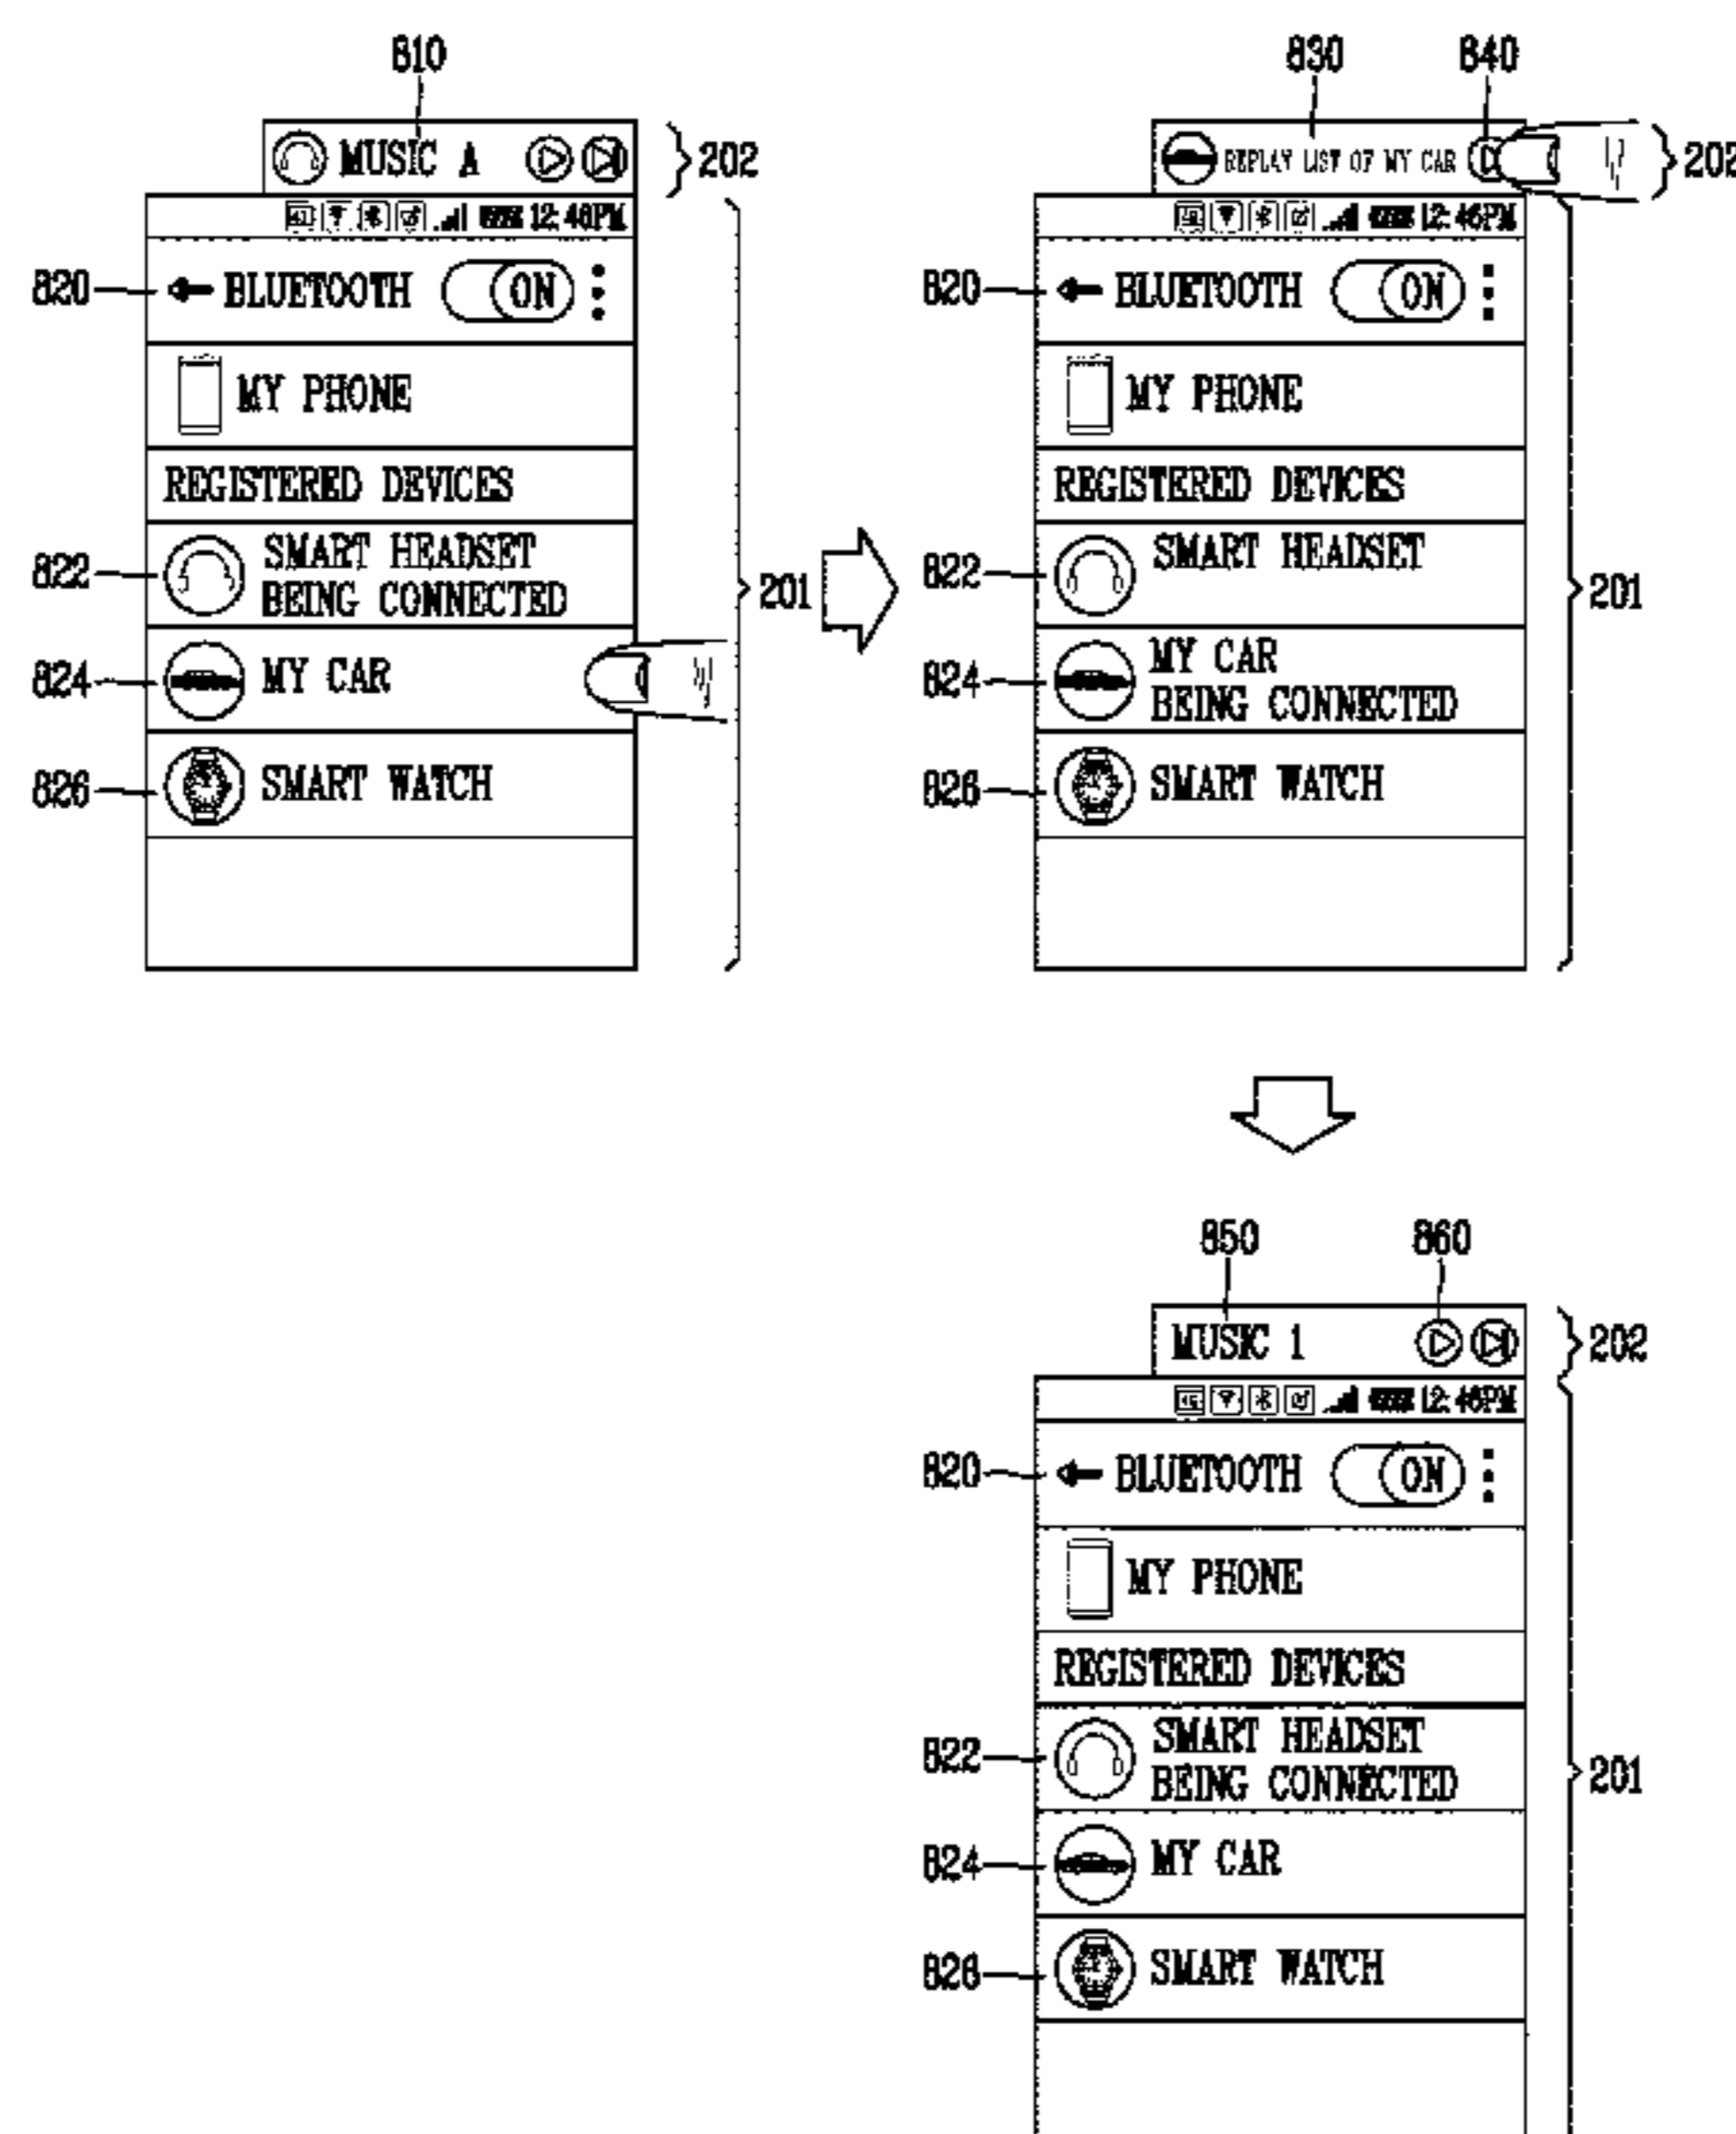 810
MUSIC A
202
12:46PM
820
BLUETOOTH ON
MY PHONE
REGISTERED DEVICES
822
SMART HEADSET
BEING CONNECTED
201
824
MY CAR
826
SMART WATCH
830 840
REPLAY LIST OF MY CAR
202
12:46PM
820
BLUETOOTH ON
MY PHONE
REGISTERED DEVICES
822
SMART HEADSET
201
824
MY CAR
BEING CONNECTED
826
SMART WATCH
850 860
MUSIC 1
202
12:46PM
820
BLUETOOTH ON
MY PHONE
REGISTERED DEVICES
822
SMART HEADSET
BEING CONNECTED
201
824
MY CAR
826
SMART WATCH